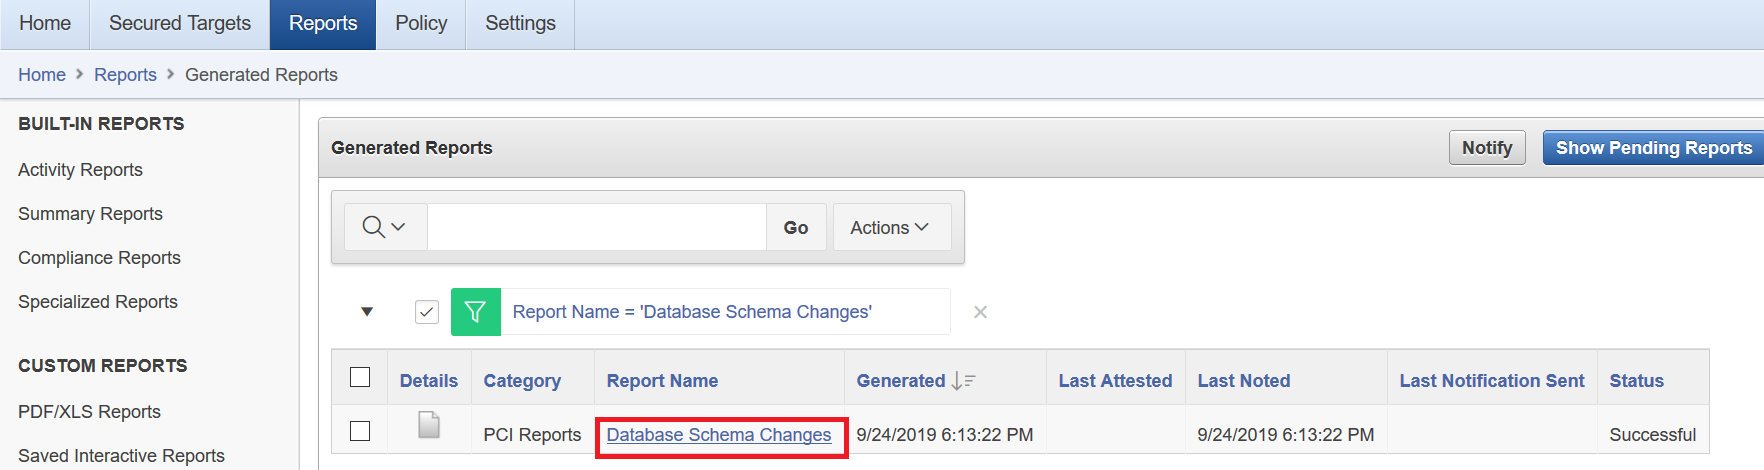 Home Secured Targets Reports Policy Settings
Home > Reports > Generated Reports
BUILT-IN REPORTS
Activity Reports
Summary Reports
Compliance Reports
Specialized Reports
CUSTOM REPORTS
PDF/XLS Reports
Saved Interactive Reports
Generated Reports Notify Show Pending Reports
Go Actions
Report Name = 'Database Schema Changes'
Details Category Report Name Generated Last Attested Last Noted Last Notification Sent Status
PCI Reports Database Schema Changes 9/24/2019 6:13:22 PM 9/24/2019 6:13:22 PM Successful